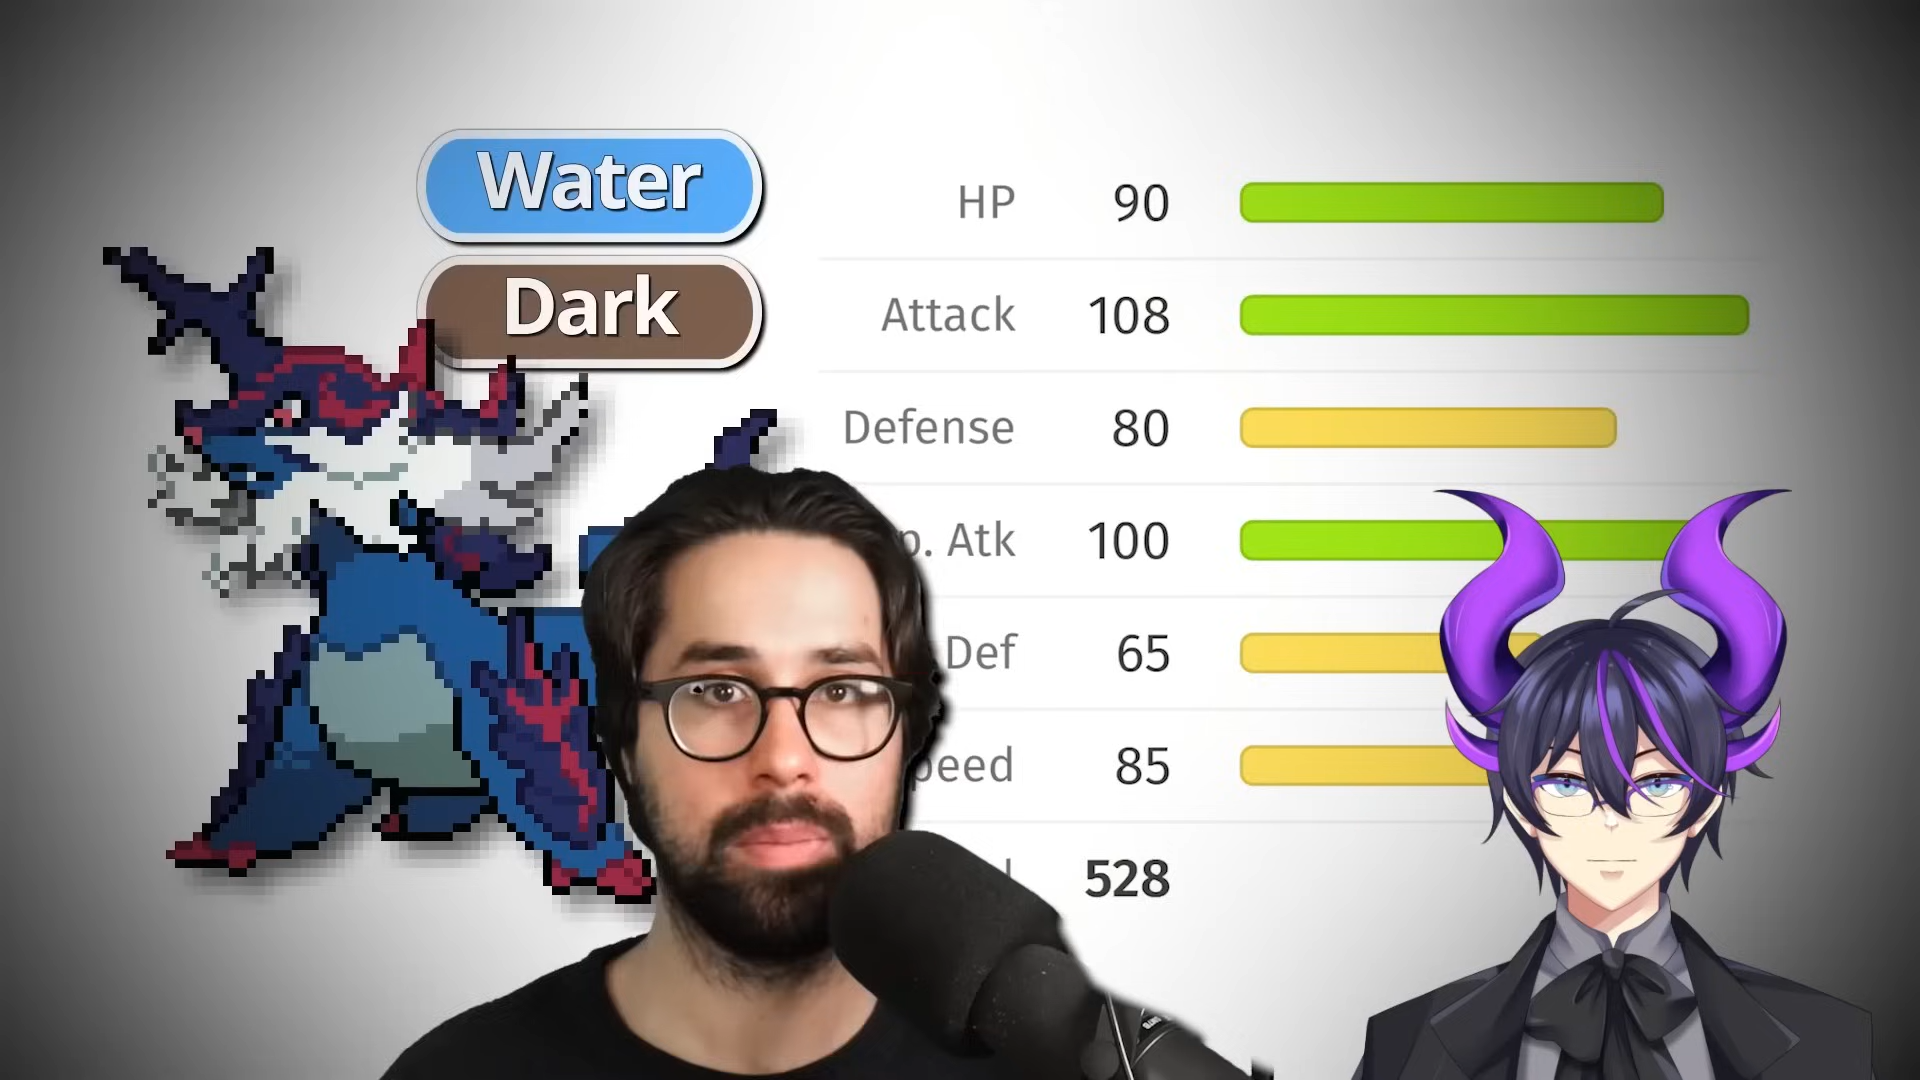 Water
Dark
HP 90
Attack 108
Defense 80
p. Atk 100
Def 65
peed 85
528